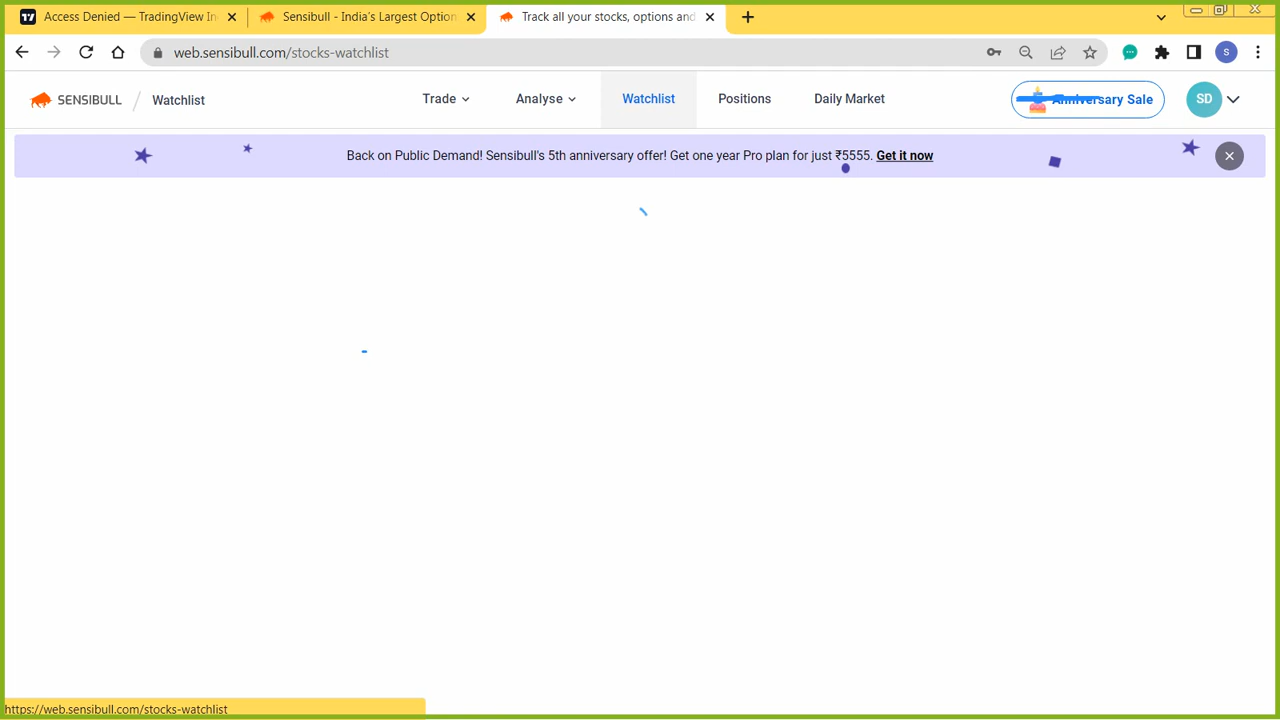 Access Denied — TradingView In
Sensibull - India's Largest Option
Track all your stocks, options and
web.sensibull.com/stocks-watchlist
S
SENSIBULL / Watchlist
Trade
Analyse
Watchlist
Positions
Daily Market
Anniversary Sale
SD
Back on Public Demand! Sensibull's 5th anniversary offer! Get one year Pro plan for just ₹5555. Get it now
https://web.sensibull.com/stocks-watchlist